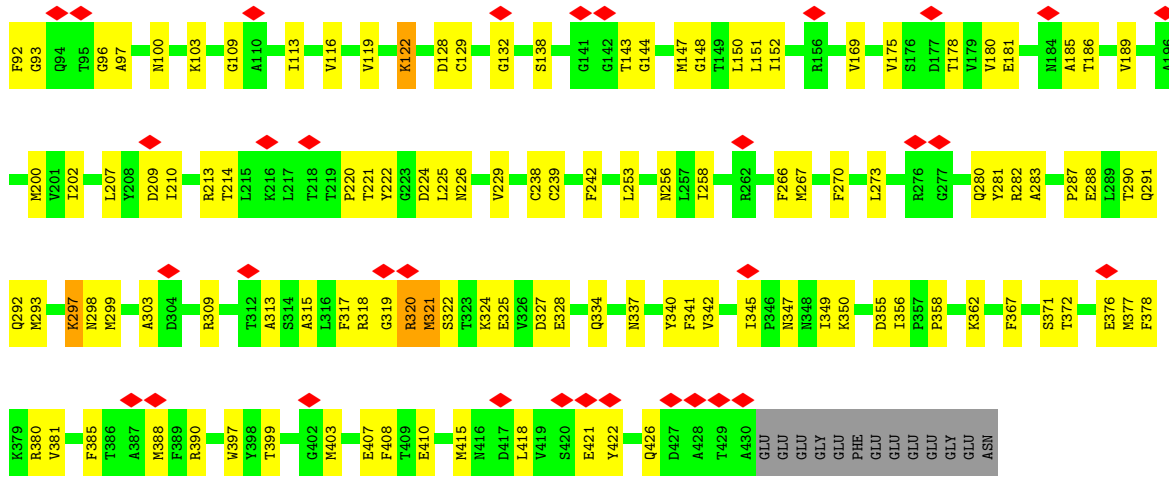 F92 G93 Q94 T95 G96 A97 N100 K103 G109 A110 I113 V116 V119 K122 D128 C129 G132 S138 G141 G142 T143 G144 M147 G148 T149 L150 L151 I152 R156 V169 V175 S176 D177 T178 V179 V180 E181 N184 A185 T186 V189 A196
M200 V201 I202 L207 Y208 D209 I210 R213 T214 L215 K216 L217 T218 T219 P220 T221 Y222 G223 D224 L225 N226 V229 C238 C239 F242 L253 N256 L257 I258 R262 F266 M267 F270 L273 R276 G277 Q280 Y281 R282 A283 P287 E288 L289 T290 Q291
Q292 M293 K297 N298 M299 A303 D304 R309 T312 A313 S314 A315 L316 F317 R318 G319 R320 M321 S322 T323 K324 E325 V326 D327 E328 Q334 N337 Y340 F341 V342 I345 P346 N347 N348 I349 K350 D355 I356 P357 P358 K362 F367 S371 T372 E376 M377 F378
K379 R380 V381 F385 T386 A387 M388 F389 R390 W397 Y398 T399 G402 M403 E407 F408 T409 E410 M415 N416 D417 L418 V419 S420 E421 Y422 Q426 D427 A428 T429 A430 GLU GLU GLU GLY GLU PHE GLU GLU GLU GLU GLY GLU ASN